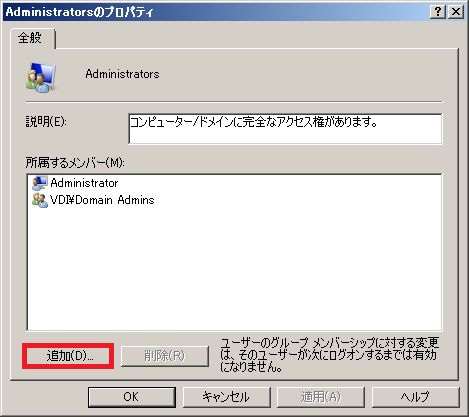 Administratorsのプロパティ
全般
Administrators
説明(E):
コンピューター/ドメインに完全なアクセス権があります。
所属するメンバー(M):
Administrator
VDI¥Domain Admins
追加(D)...
削除(R)
ユーザーのグループ メンバーシップに対する変更
は、そのユーザーが次にログオンするまでは有効
になりません。
OK
キャンセル
適用(A)
ヘルプ